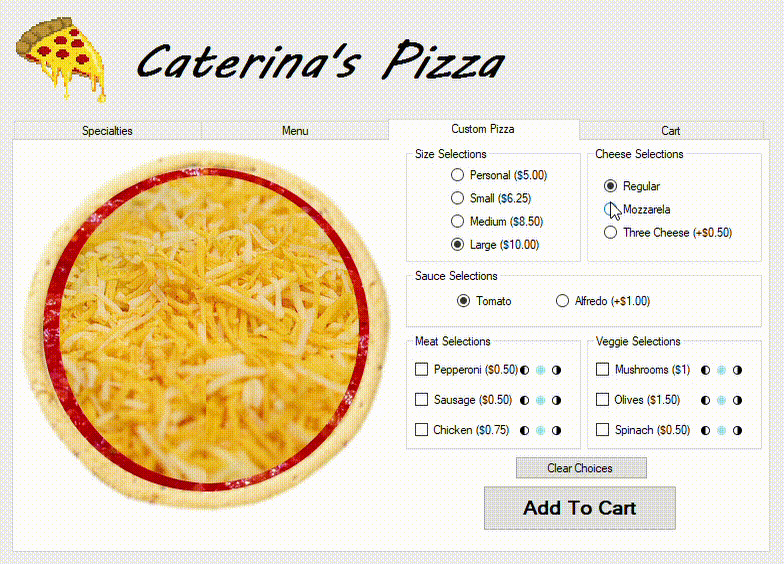 Caterina's Pizza
Specialties
Menu
Custom Pizza
Cart
Size Selections
Personal ($5.00)
Small ($6.25)
Medium ($8.50)
Large ($10.00)
Cheese Selections
Regular
Mozzarela
Three Cheese (+$0.50)
Sauce Selections
Tomato
Alfredo (+$1.00)
Meat Selections
Pepperoni ($0.50)
Sausage ($0.50)
Chicken ($0.75)
Veggie Selections
Mushrooms ($1)
Olives ($1.50)
Spinach ($0.50)
Clear Choices
Add To Cart